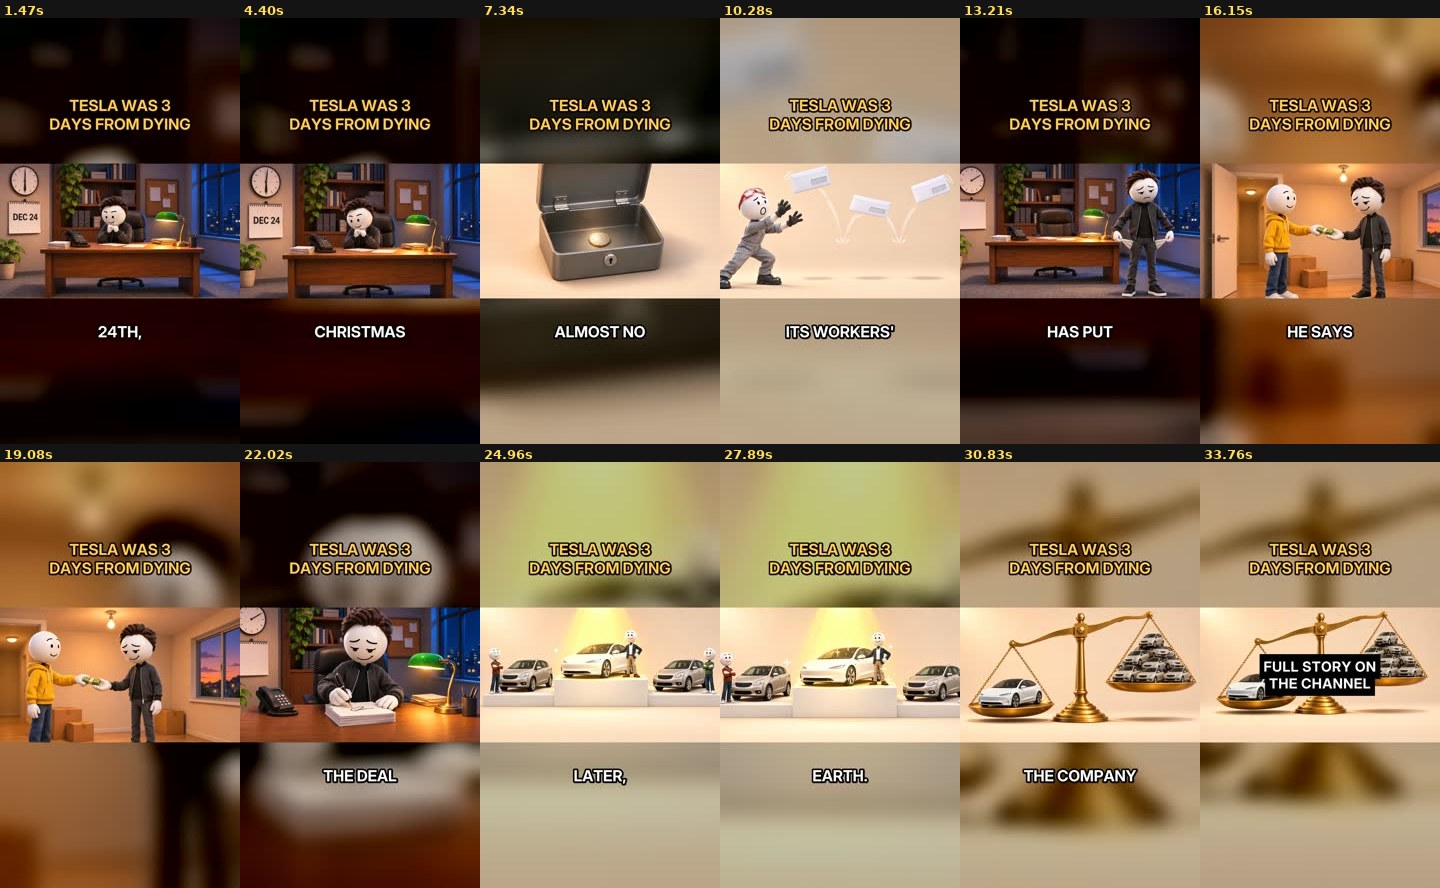 1.47s
4.40s
7.34s
10.28s
13.21s
16.15s
TESLA WAS 3
DAYS FROM DYING
TESLA WAS 3
DAYS FROM DYING
TESLA WAS 3
DAYS FROM DYING
TESLA WAS 3
DAYS FROM DYING
TESLA WAS 3
DAYS FROM DYING
TESLA WAS 3
DAYS FROM DYING
DEC 24
DEC 24
24TH,
CHRISTMAS
ALMOST NO
ITS WORKERS'
HAS PUT
HE SAYS
19.08s
22.02s
24.96s
27.89s
30.83s
33.76s
TESLA WAS 3
DAYS FROM DYING
TESLA WAS 3
DAYS FROM DYING
TESLA WAS 3
DAYS FROM DYING
TESLA WAS 3
DAYS FROM DYING
TESLA WAS 3
DAYS FROM DYING
TESLA WAS 3
DAYS FROM DYING
FULL STORY ON
THE CHANNEL
THE DEAL
LATER,
EARTH.
THE COMPANY